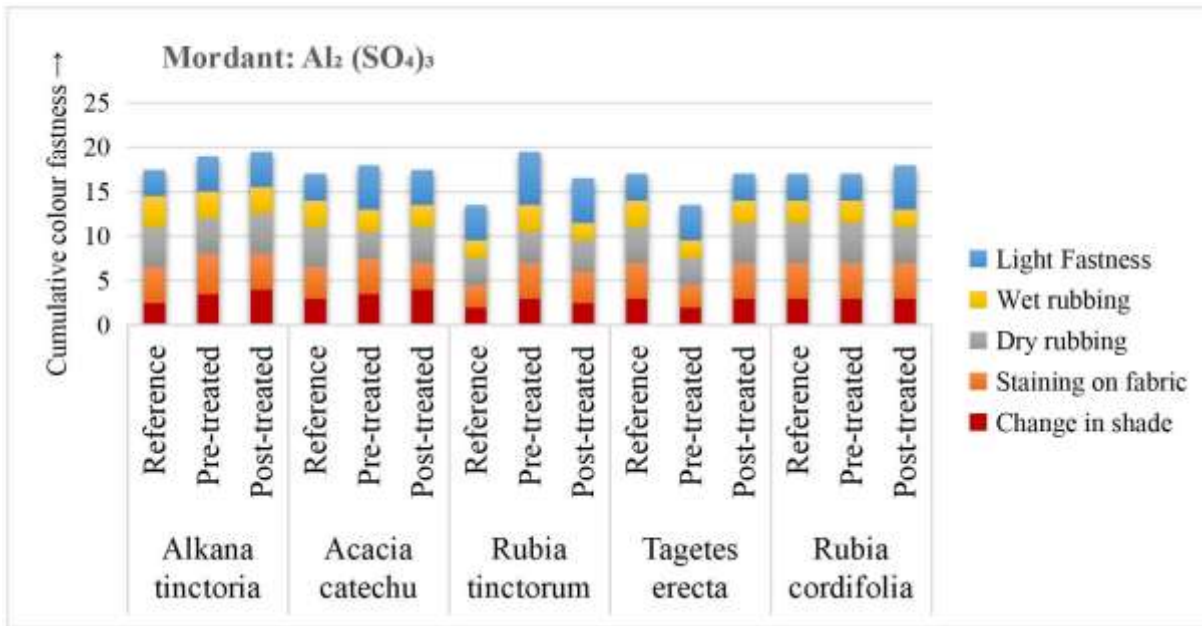 Mordant: Al₂ (SO₄)₃
Cumulative colour fastness →
25
20
15
10
5
0
Reference
Pre-treated
Post-treated
Reference
Pre-treated
Post-treated
Reference
Pre-treated
Post-treated
Reference
Pre-treated
Post-treated
Reference
Pre-treated
Post-treated
Alkana
tinctoria
Acacia
catechu
Rubia
tinctorum
Tagetes
erecta
Rubia
cordifolia
Light Fastness
Wet rubbing
Dry rubbing
Staining on fabric
Change in shade